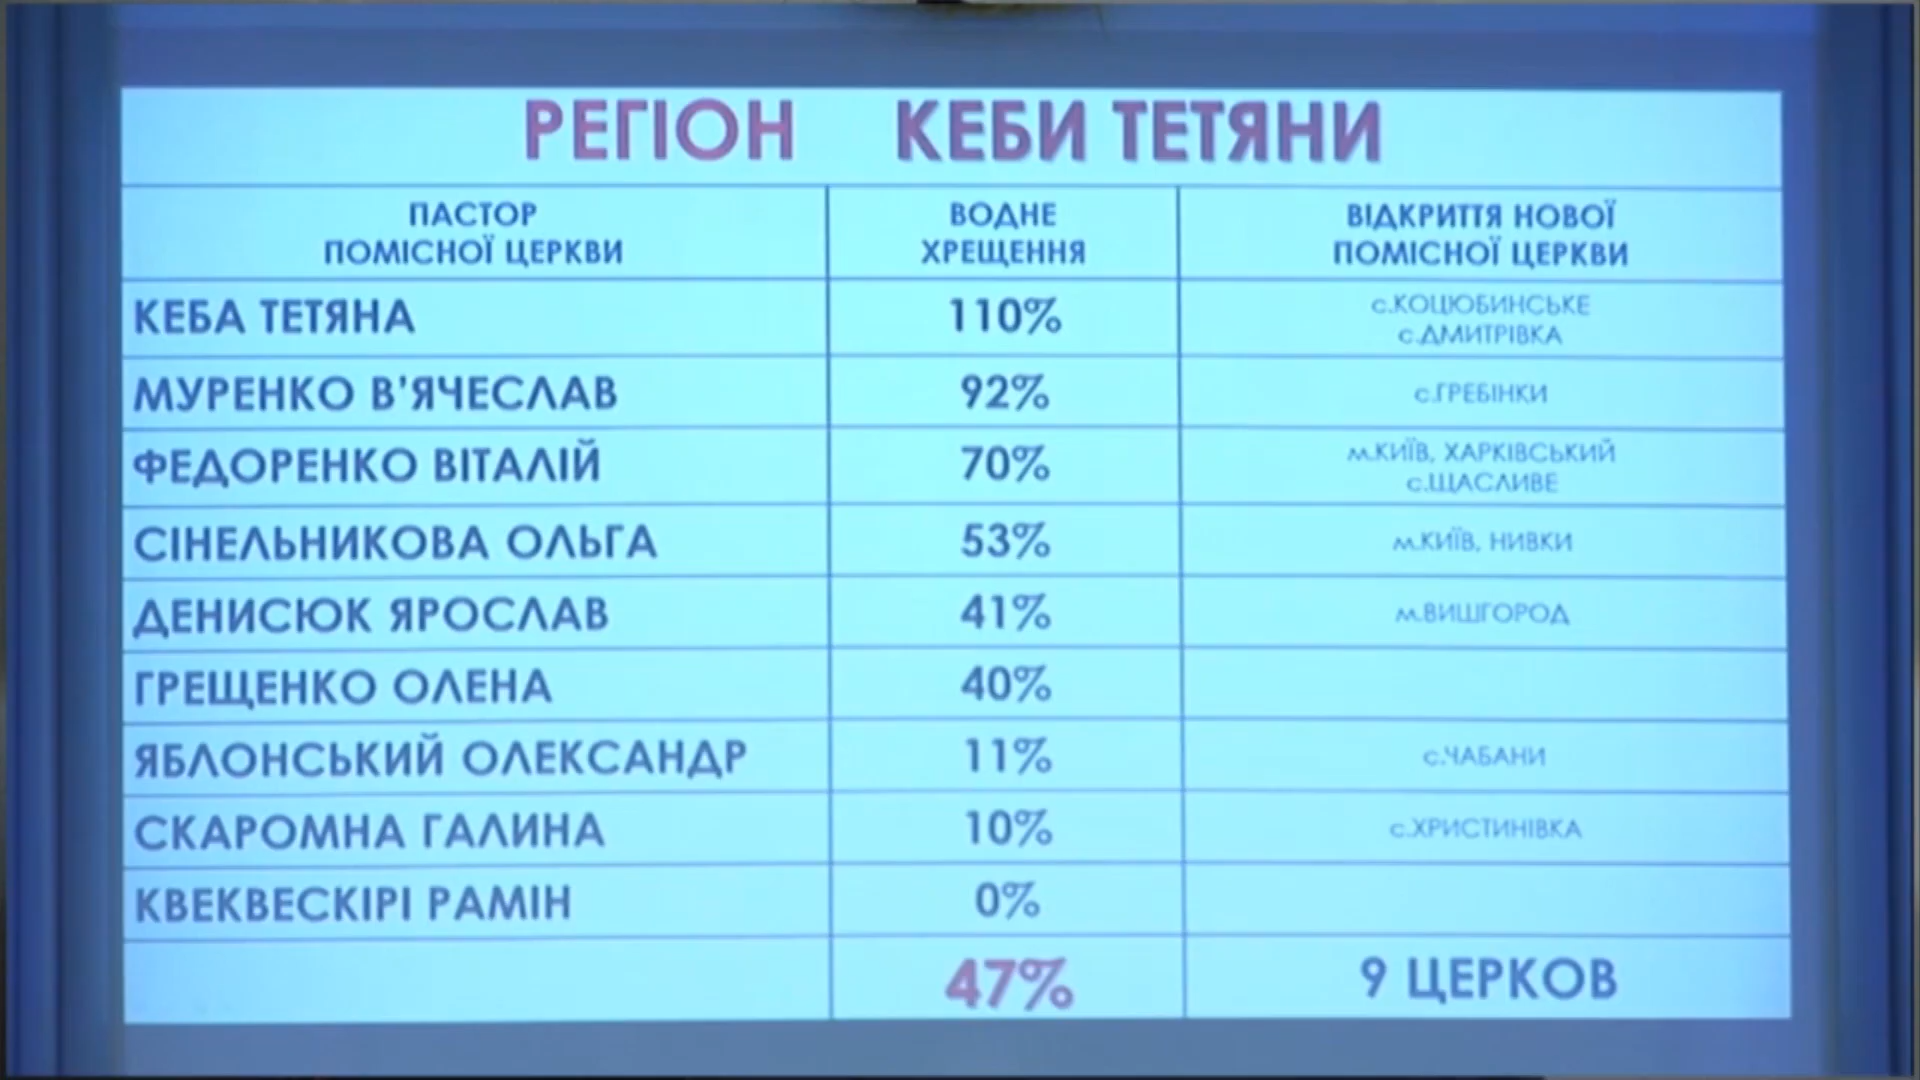 РЕГІОН КЕБИ ТЕТЯНИ
ПАСТОР
ПОМІСНОЇ ЦЕРКВИ
ВОДНЕ
ХРЕЩЕННЯ
ВІДКРИТТЯ НОВОЇ
ПОМІСНОЇ ЦЕРКВИ
КЕБА ТЕТЯНА
110%
с.КОЦЮБИНСЬКЕ
с.ДМИТРІВКА
МУРЕНКО В’ЯЧЕСЛАВ
92%
с.ГРЕБІНКИ
ФЕДОРЕНКО ВІТАЛІЙ
70%
м.КИЇВ, ХАРКІВСЬКИЙ
с.ЩАСЛИВЕ
СІНЕЛЬНИКОВА ОЛЬГА
53%
м.КИЇВ, НИВКИ
ДЕНИСЮК ЯРОСЛАВ
41%
м.ВИШГОРОД
ГРЕЩЕНКО ОЛЕНА
40%
ЯБЛОНСЬКИЙ ОЛЕКСАНДР
11%
с.ЧАБАНИ
СКАРОМНА ГАЛИНА
10%
с.ХРИСТИНІВКА
КВЕКВЕСКІРІ РАМІН
0%
47%
9 ЦЕРКОВ